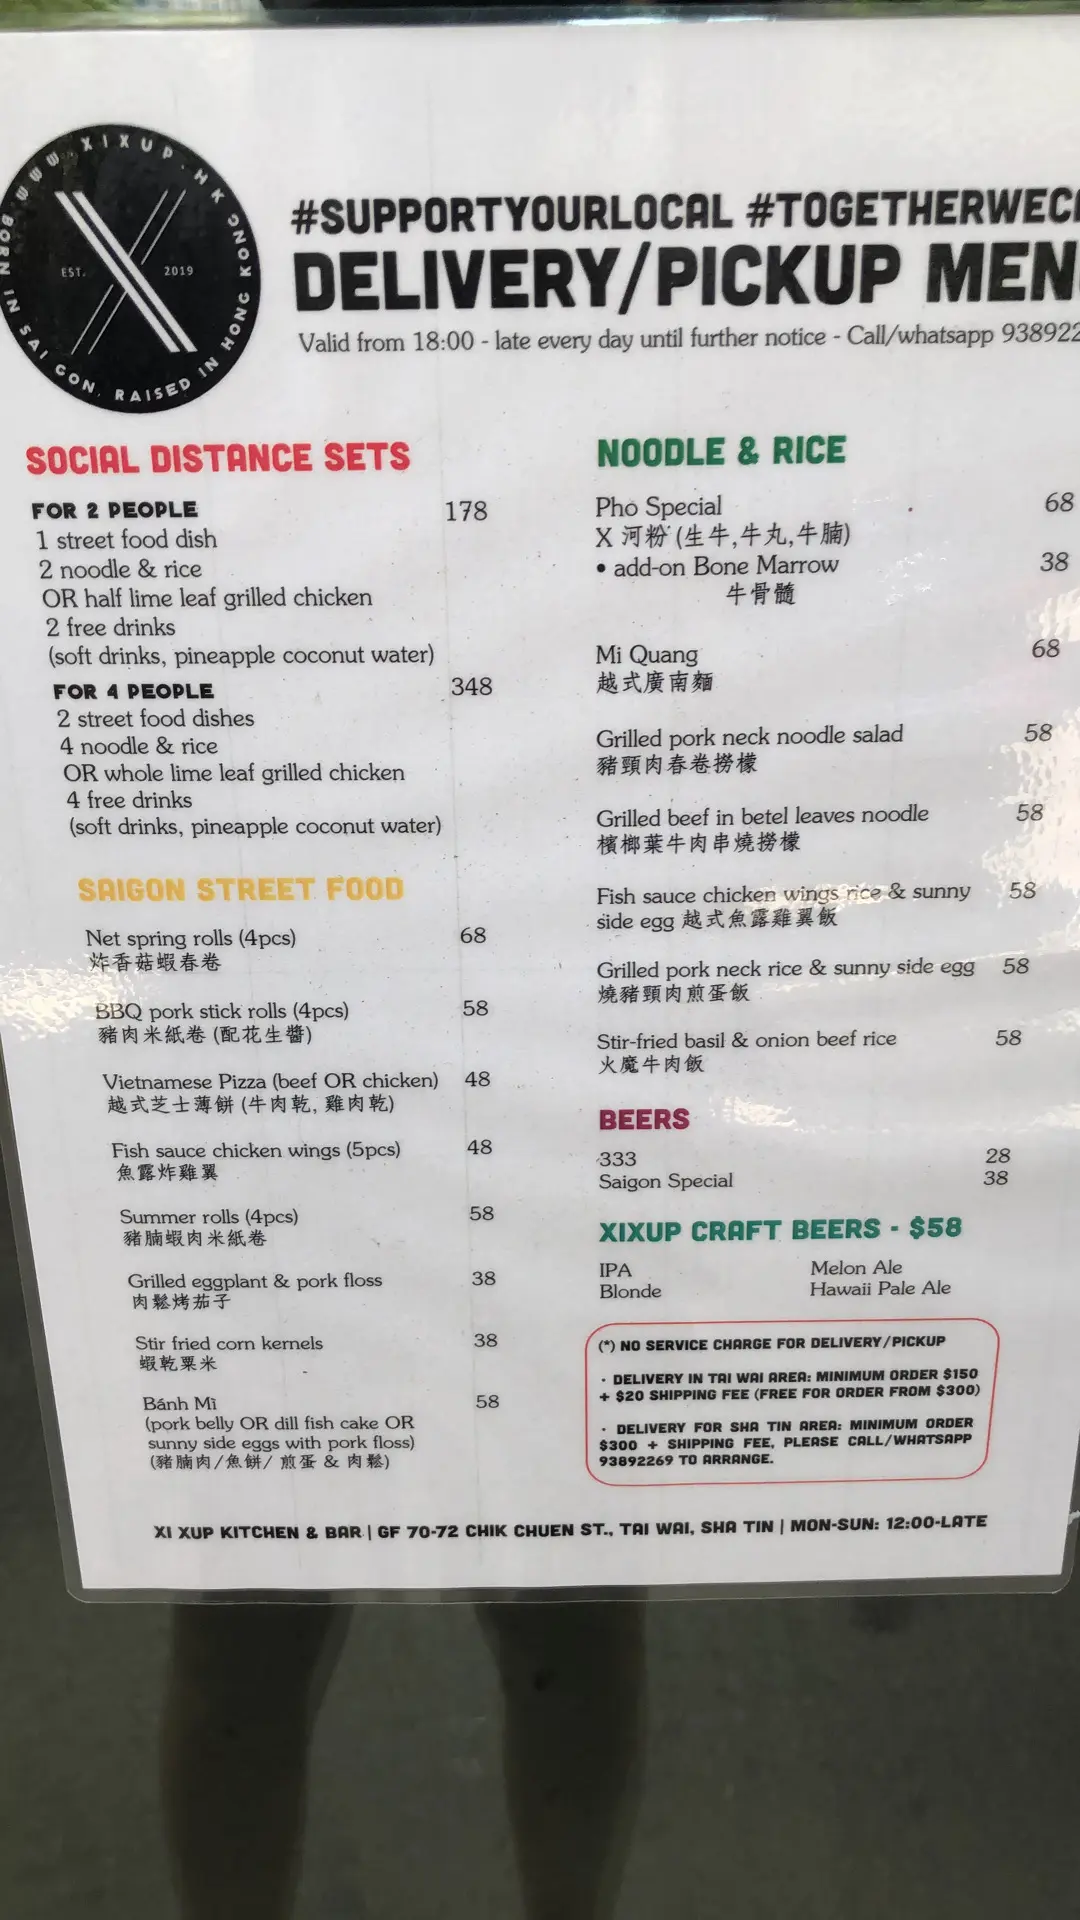 WWW.XIXUP.HK
EST. 2019
BORN IN SAI GON, RAISED IN HONG KONG
#SUPPORTYOURLOCAL #TOGETHERWECA
DELIVERY/PICKUP MEN
Valid from 18:00 - late every day until further notice - Call/whatsapp 938922
SOCIAL DISTANCE SETS
FOR 2 PEOPLE 178
1 street food dish
2 noodle & rice
OR half lime leaf grilled chicken
2 free drinks
(soft drinks, pineapple coconut water)
FOR 4 PEOPLE 348
2 street food dishes
4 noodle & rice
OR whole lime leaf grilled chicken
4 free drinks
(soft drinks, pineapple coconut water)
SAIGON STREET FOOD
Net spring rolls (4pcs) 68
炸香菇蝦春卷
BBQ pork stick rolls (4pcs) 58
豬肉米紙卷 (配花生醬)
Vietnamese Pizza (beef OR chicken) 48
越式芝士薄餅 (牛肉乾, 雞肉乾)
Fish sauce chicken wings (5pcs) 48
魚露炸雞翼
Summer rolls (4pcs) 58
豬腩蝦肉米紙卷
Grilled eggplant & pork floss 38
肉鬆烤茄子
Stir fried corn kernels 38
蝦乾粟米
Bánh Mì 58
(pork belly OR dill fish cake OR
sunny side eggs with pork floss)
(豬腩肉/魚餅/ 煎蛋 & 肉鬆)
NOODLE & RICE
Pho Special 68
X 河粉 (生牛,牛丸,牛腩)
• add-on Bone Marrow 38
牛骨髓
Mi Quang 68
越式廣南麵
Grilled pork neck noodle salad 58
豬頸肉春卷撈檬
Grilled beef in betel leaves noodle 58
檳榔葉牛肉串燒撈檬
Fish sauce chicken wings rice & sunny 58
side egg 越式魚露雞翼飯
Grilled pork neck rice & sunny side egg 58
燒豬頸肉煎蛋飯
Stir-fried basil & onion beef rice 58
火魔牛肉飯
BEERS
333 28
Saigon Special 38
XIXUP CRAFT BEERS - $58
IPA Melon Ale
Blonde Hawaii Pale Ale
(*) NO SERVICE CHARGE FOR DELIVERY/PICKUP
· DELIVERY IN TAI WAI AREA: MINIMUM ORDER $150
+ $20 SHIPPING FEE (FREE FOR ORDER FROM $300)
· DELIVERY FOR SHA TIN AREA: MINIMUM ORDER
$300 + SHIPPING FEE, PLEASE CALL/WHATSAPP
93892269 TO ARRANGE.
XI XUP KITCHEN & BAR | GF 70-72 CHIK CHUEN ST., TAI WAI, SHA TIN | MON-SUN: 12:00-LATE